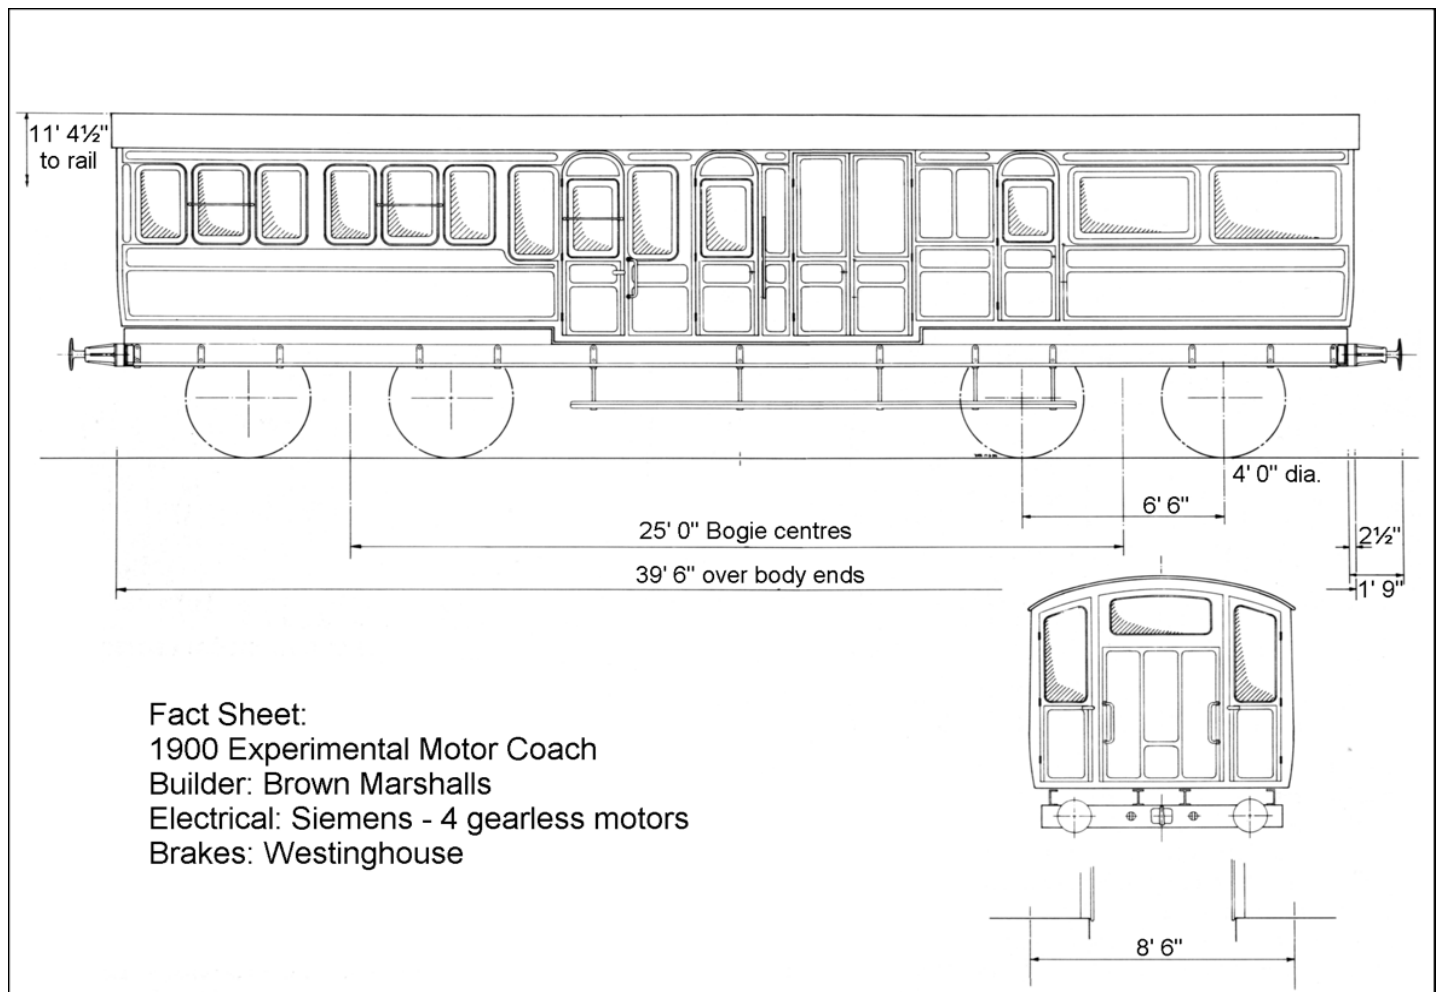 11' 4½"
to rail
4' 0" dia.
6' 6"
25' 0" Bogie centres
2½"
39' 6" over body ends
1' 9"
Fact Sheet:
1900 Experimental Motor Coach
Builder: Brown Marshalls
Electrical: Siemens - 4 gearless motors
Brakes: Westinghouse
8' 6"